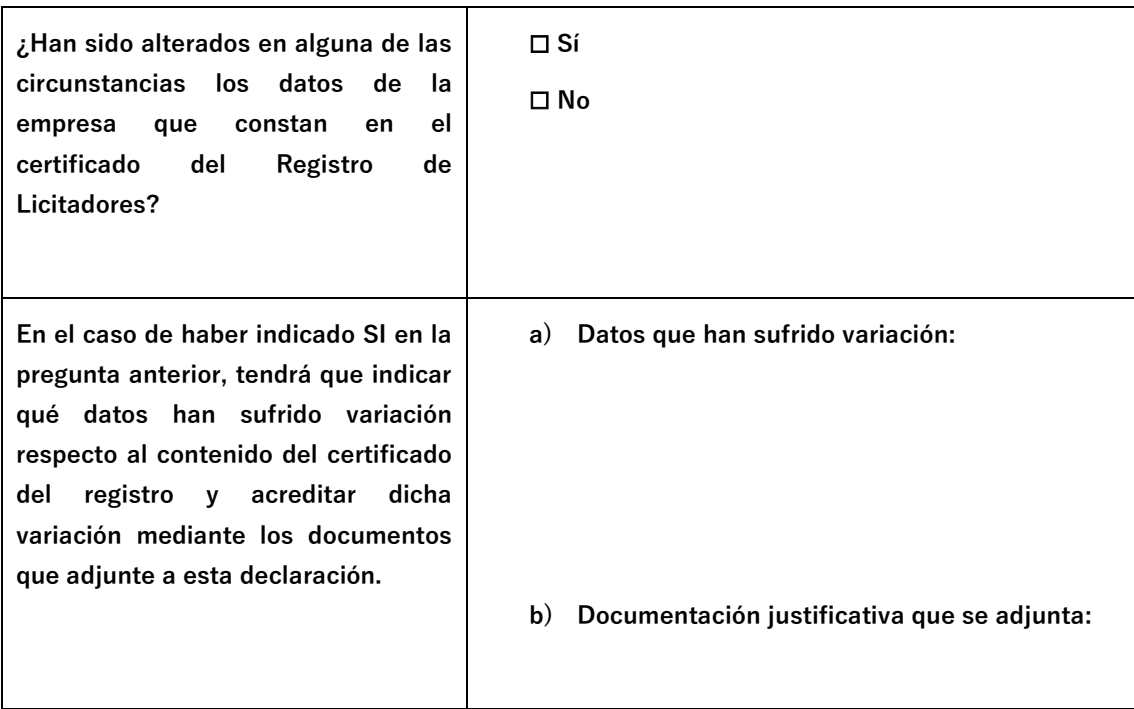 ¿Han sido alterados en alguna de las
circunstancias los datos de la
empresa que constan en el
certificado del Registro de
Licitadores?
☐ Sí
☐ No
En el caso de haber indicado SI en la
pregunta anterior, tendrá que indicar
qué datos han sufrido variación
respecto al contenido del certificado
del registro y acreditar dicha
variación mediante los documentos
que adjunte a esta declaración.
a) Datos que han sufrido variación:
b) Documentación justificativa que se adjunta: